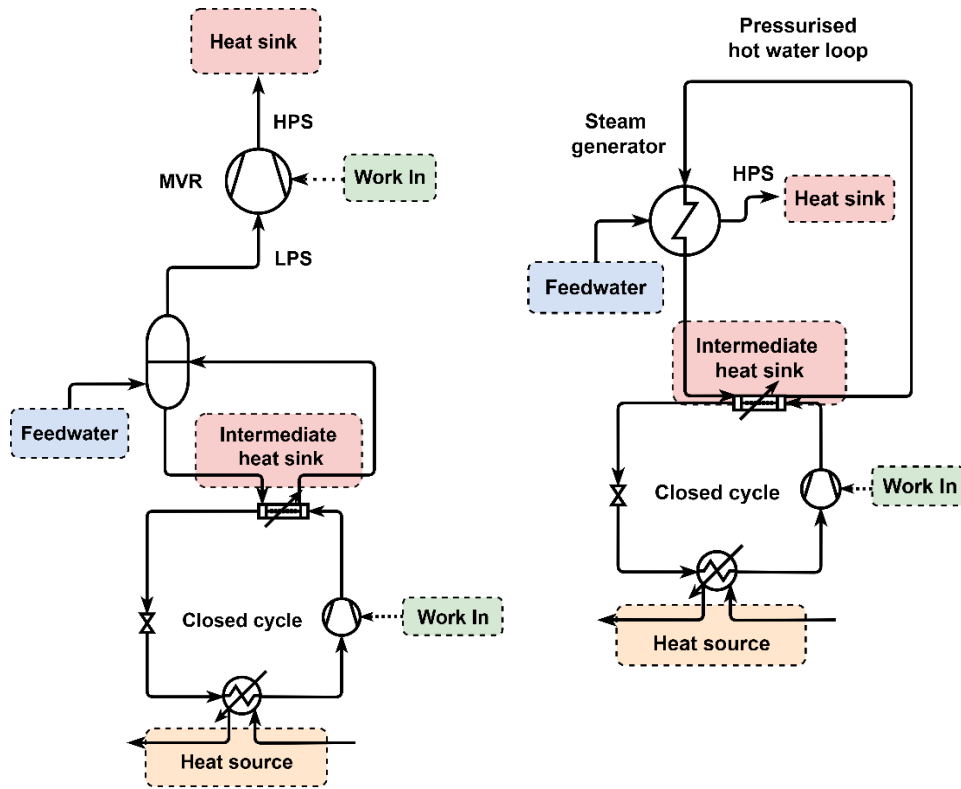 Heat sink
HPS
MVR
Work In
LPS
Feedwater
Intermediate
heat sink
Closed cycle
Work In
Heat source
Pressurised
hot water loop
Steam
generator
HPS
Heat sink
Feedwater
Intermediate
heat sink
Closed cycle
Work In
Heat source